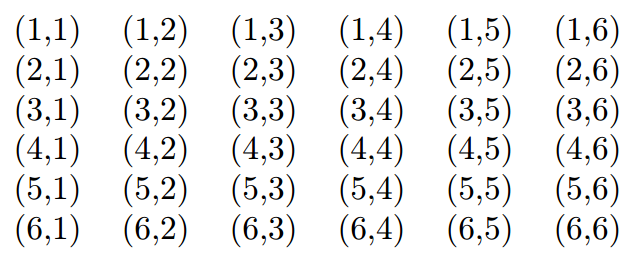 (1,1) (1,2) (1,3) (1,4) (1,5) (1,6)
(2,1) (2,2) (2,3) (2,4) (2,5) (2,6)
(3,1) (3,2) (3,3) (3,4) (3,5) (3,6)
(4,1) (4,2) (4,3) (4,4) (4,5) (4,6)
(5,1) (5,2) (5,3) (5,4) (5,5) (5,6)
(6,1) (6,2) (6,3) (6,4) (6,5) (6,6)